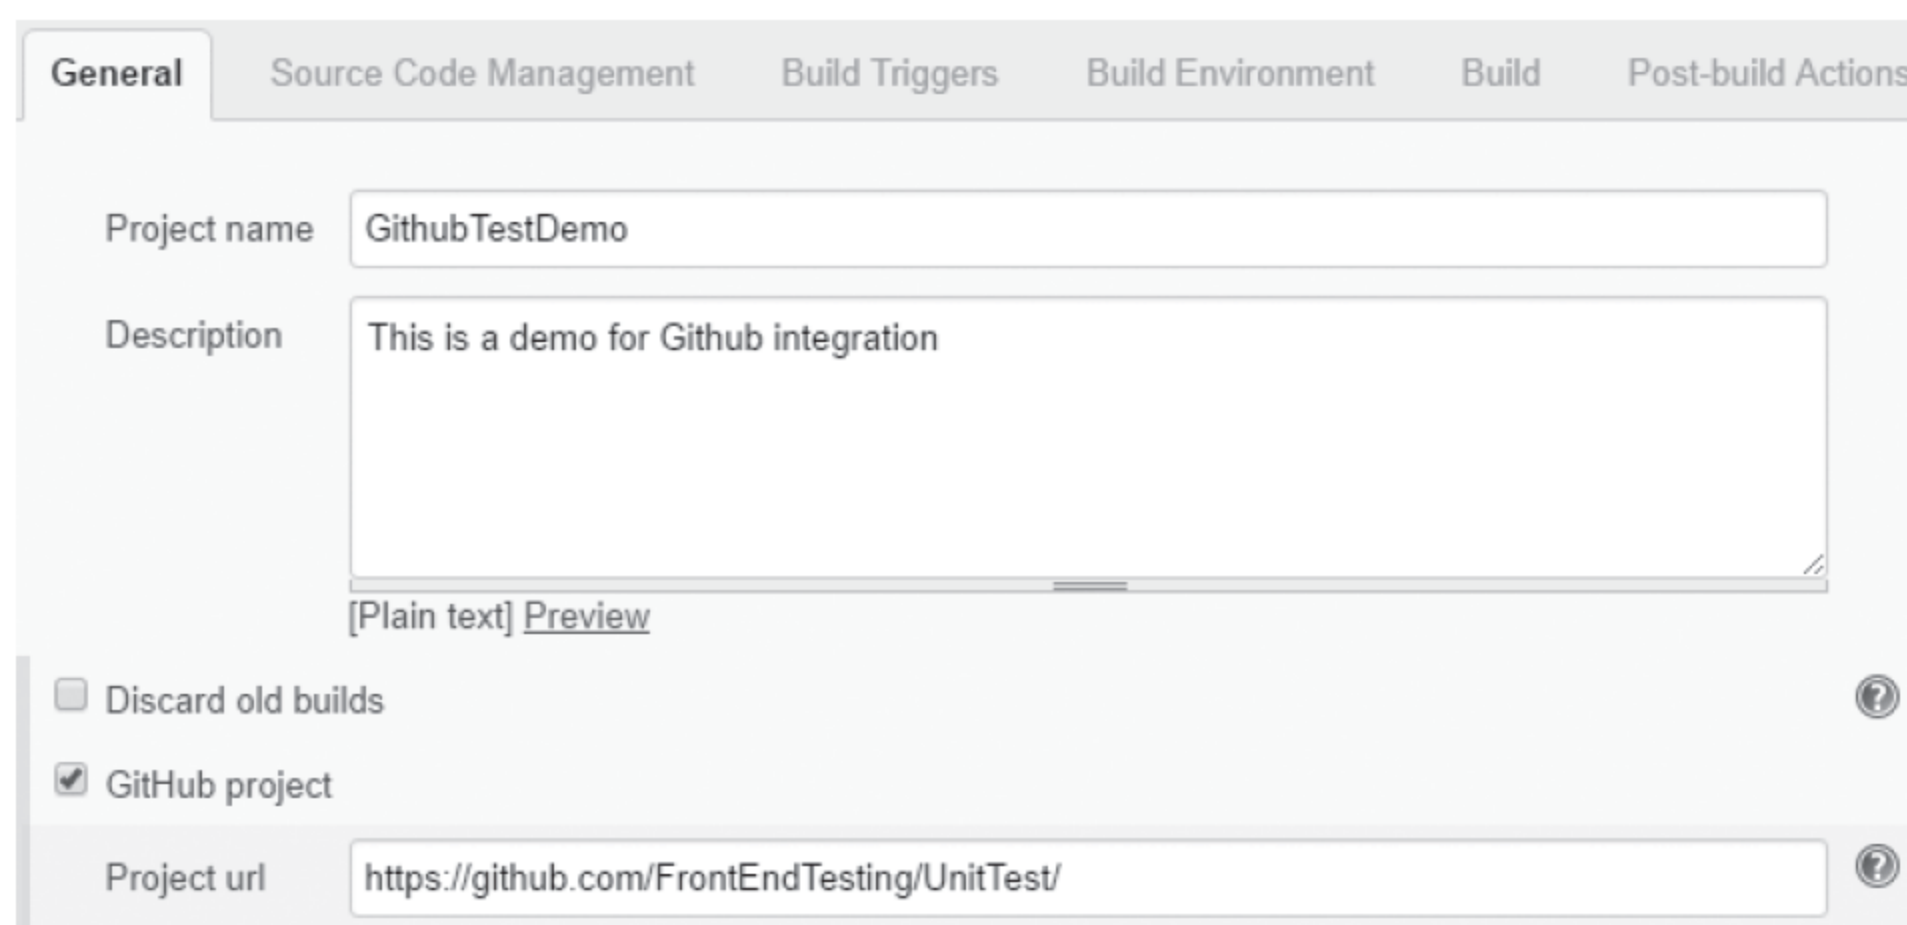 General Source Code Management Build Triggers Build Environment Build Post-build Actions
Project name GithubTestDemo
Description This is a demo for Github integration
[Plain text] Preview
Discard old builds ?
GitHub project
Project url https://github.com/FrontEndTesting/UnitTest/ ?